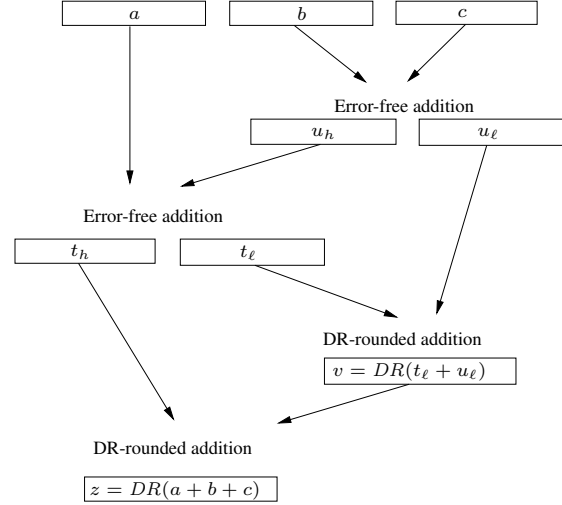 a
b
c
Error-free addition
u_h
u_ℓ
Error-free addition
t_h
t_ℓ
DR-rounded addition
v = DR(t_ℓ + u_ℓ)
DR-rounded addition
z = DR(a + b + c)